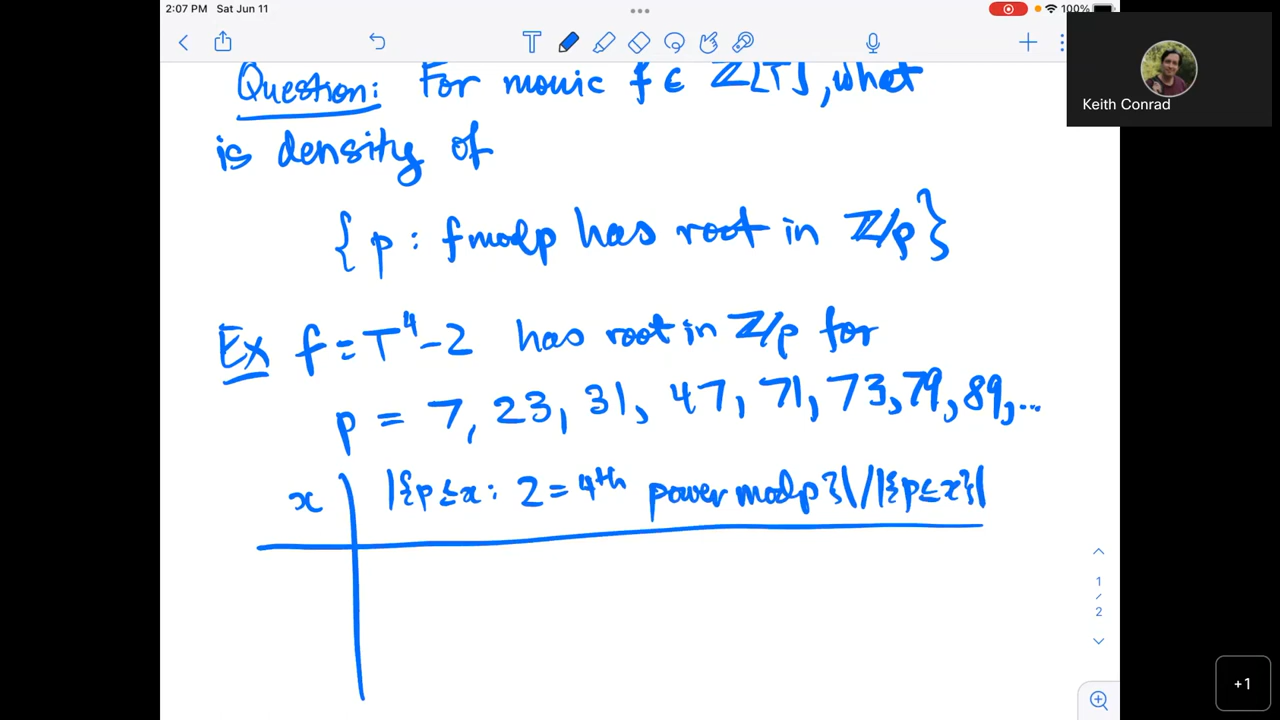 2:07 PM Sat Jun 11
100%
Keith Conrad
Question: For monic f ∈ ℤ[T], what
is density of
{ p : f mod p has root in ℤ/p }
Ex f = T⁴ - 2 has root in ℤ/p for
p = 7, 23, 31, 47, 71, 73, 79, 89, ...
x |{p ≤ x : 2 = 4th power mod p}| / |{p ≤ x}|
1
/
2
+1